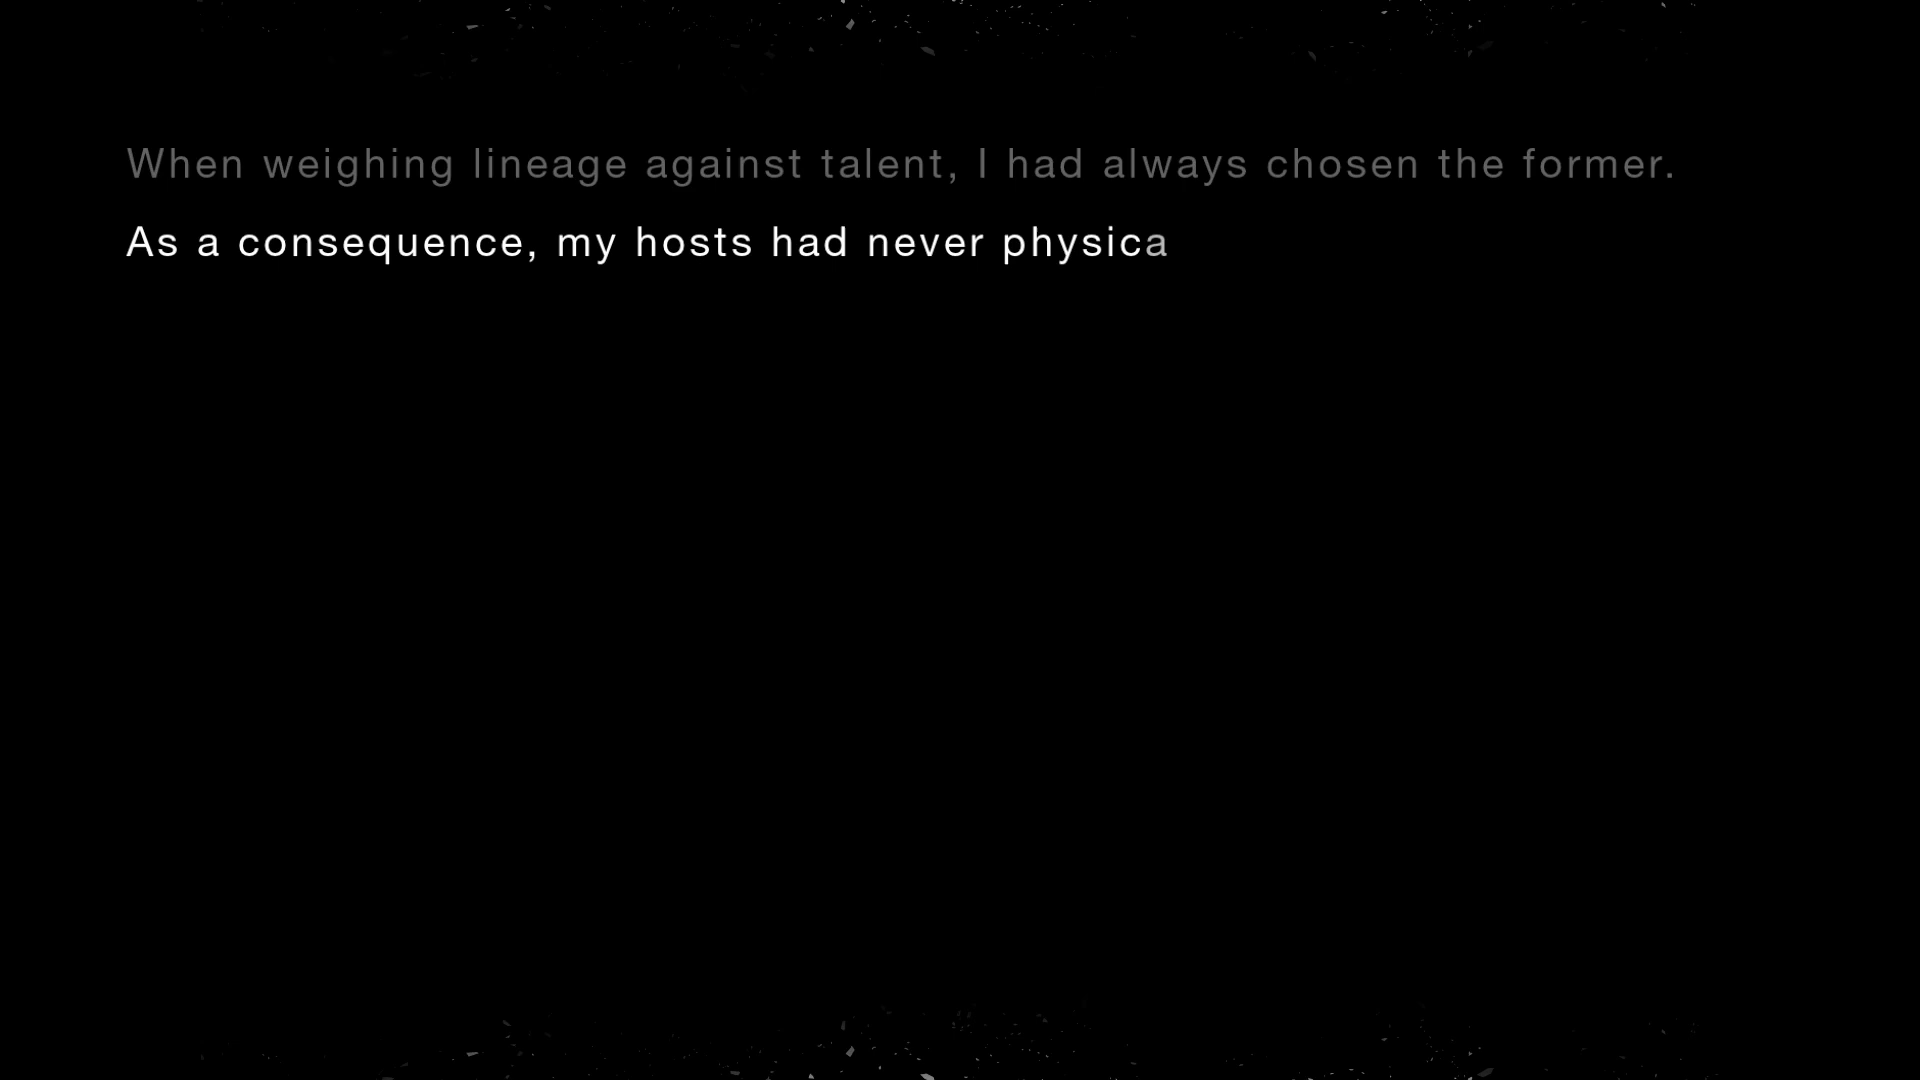 When weighing lineage against talent, I had always chosen the former.
As a consequence, my hosts had never physica